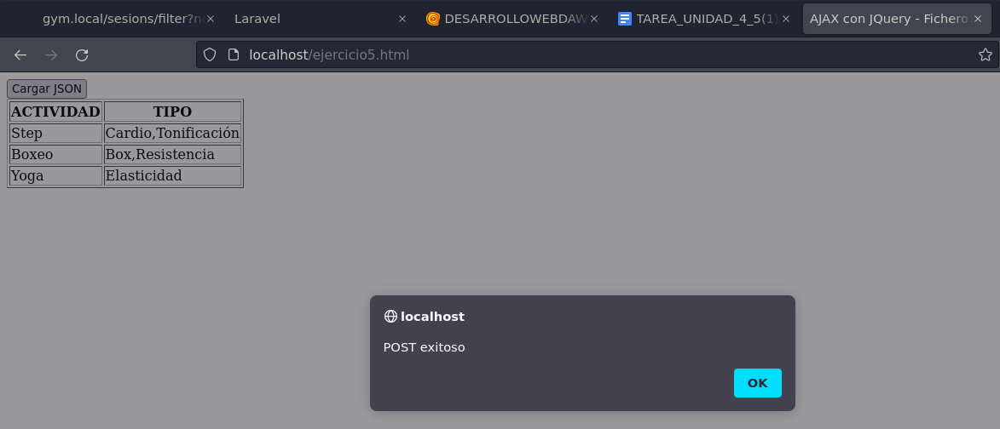 gym.local/sesions/filter?n
Laravel
DESARROLLOWEBDAW
TAREA_UNIDAD_4_5(1)
AJAX con JQuery - Fichero
localhost/ejercicio5.html
Cargar JSON
ACTIVIDAD TIPO
Step Cardio,Tonificación
Boxeo Box,Resistencia
Yoga Elasticidad
localhost
POST exitoso
OK